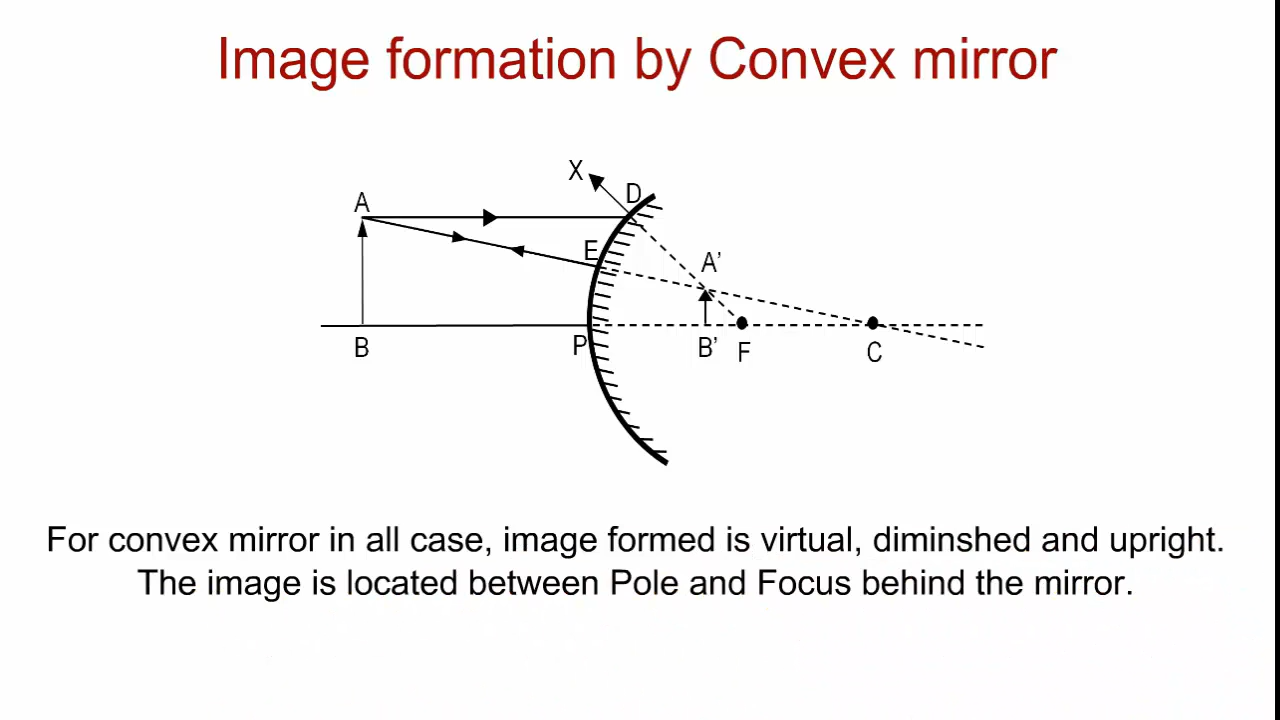 Image formation by Convex mirror
X
D
A
E
A’
B
P
B’
F
C
For convex mirror in all case, image formed is virtual, diminshed and upright.
The image is located between Pole and Focus behind the mirror.